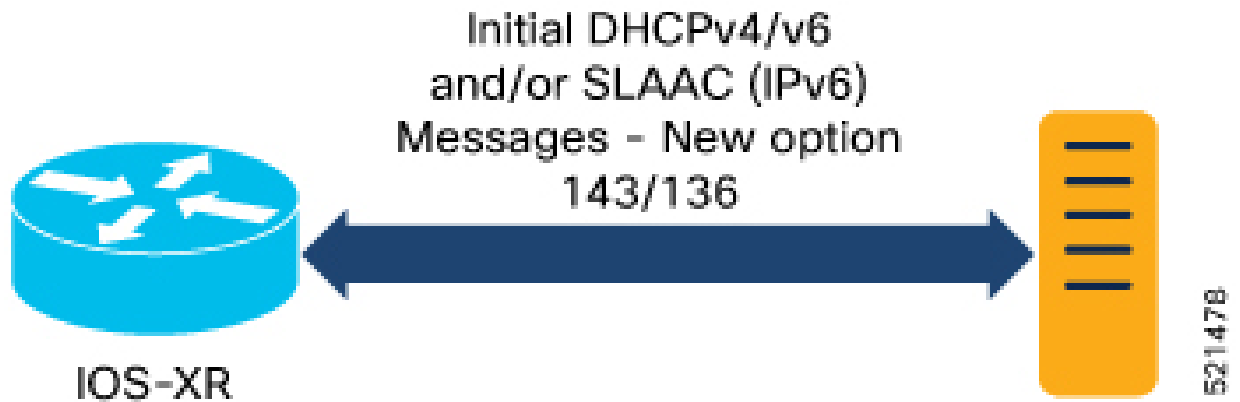 Initial DHCPv4/v6
and/or SLAAC (IPv6)
Messages - New option
143/136
IOS-XR
521478